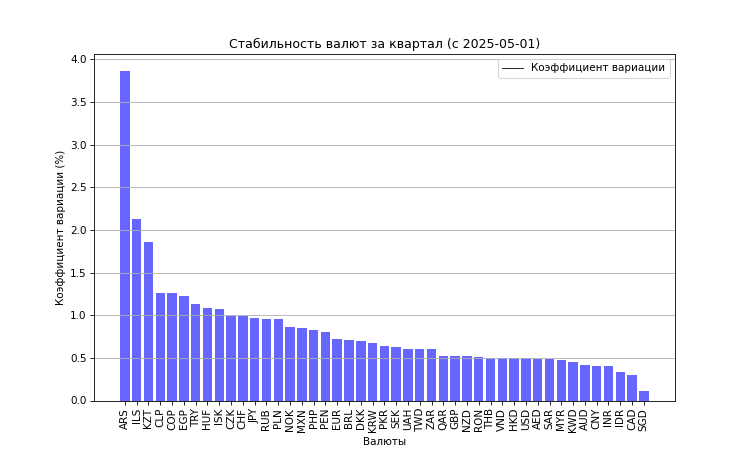 Стабильность валют за квартал (с 2025-05-01)
Коэффициент вариации
Коэффициент вариации (%)
4.0
3.5
3.0
2.5
2.0
1.5
1.0
0.5
0.0
ARS ILS KZT CLP COP EGP TRY HUF ISK CZK CHF JPY RUB PLN NOK MXN PHP PEN EUR BRL DKK KRW PKR SEK UAH TWD ZAR QAR GBP NZD RON THB VND HKD USD AED SAR MYR KWD AUD CNY INR IDR CAD SGD
Валюты